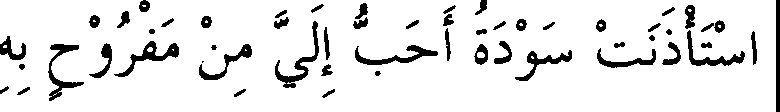 اسْتَأْذَنَتْ سَوْدَةُ أَحَبُّ إِلَيَّ مِنْ مَفْرُوْحٍ بِهِ